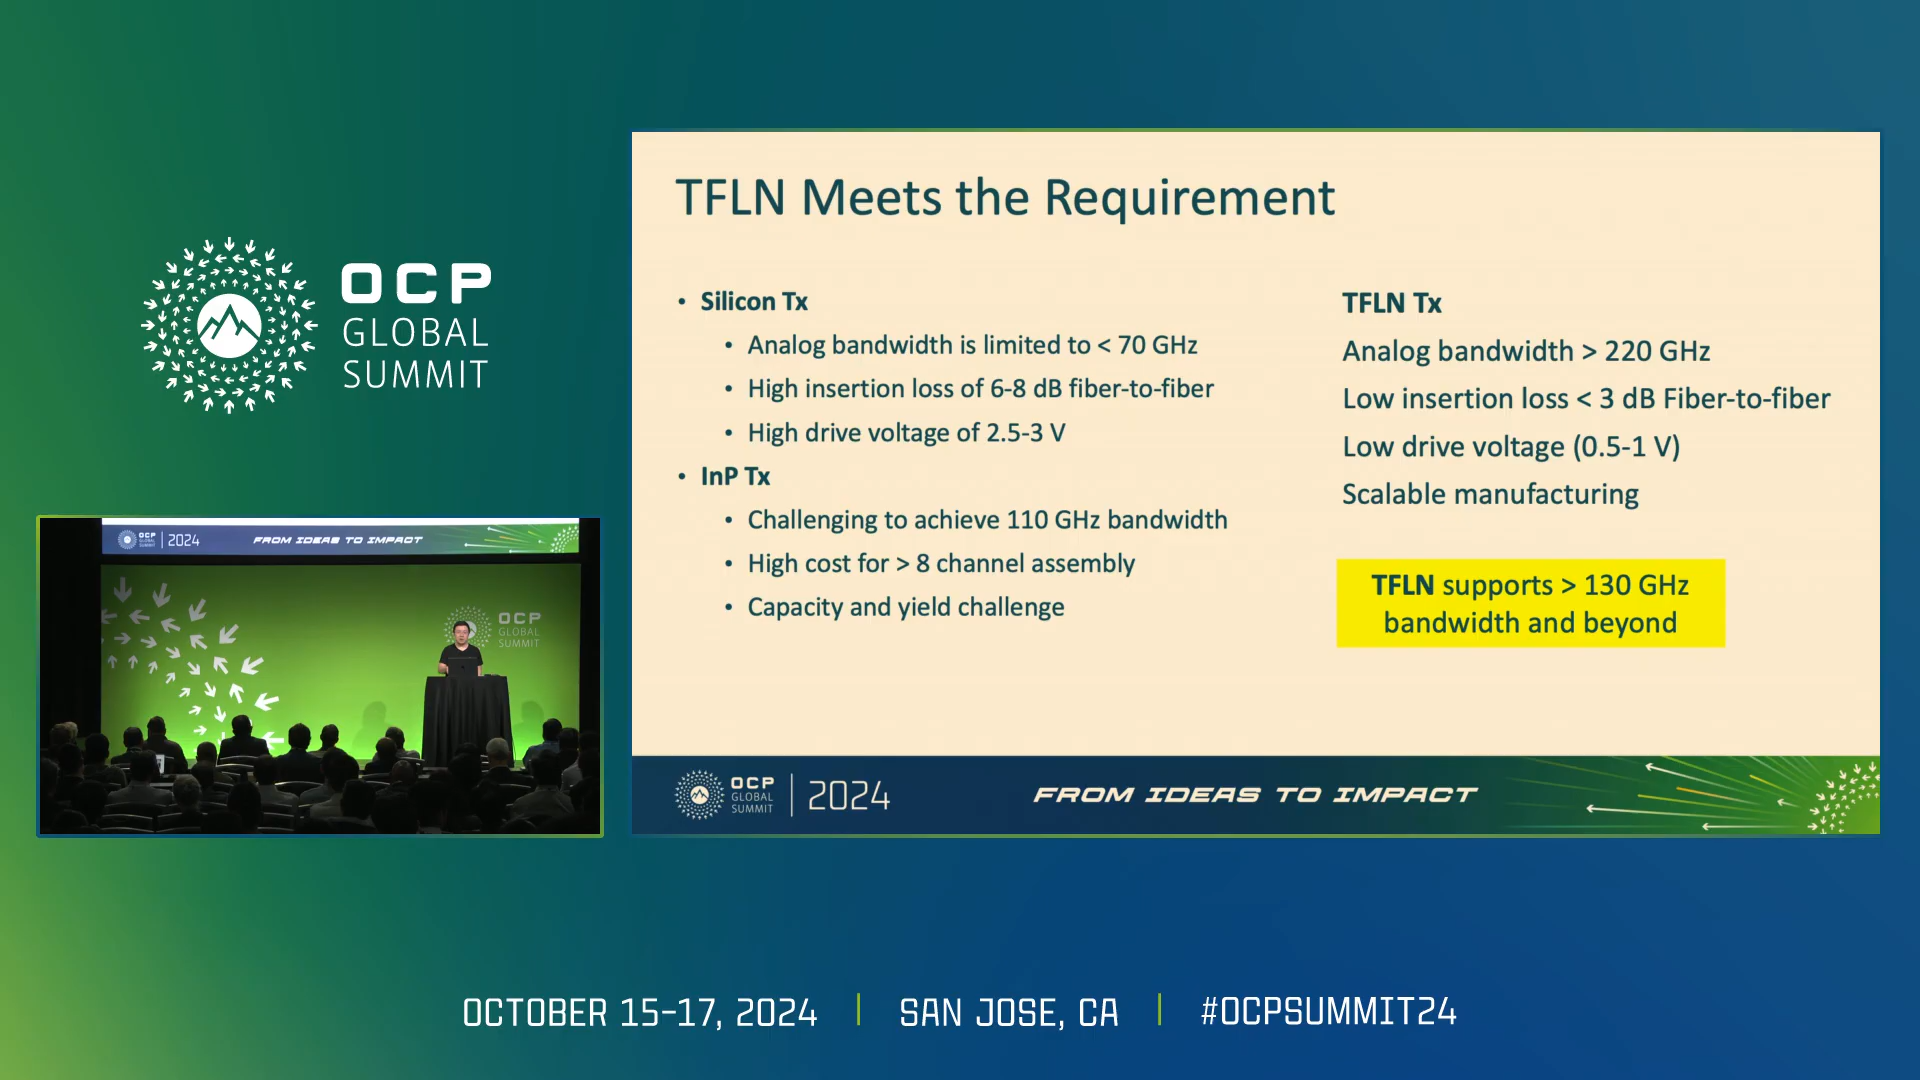 OCP
GLOBAL
SUMMIT
OCP
GLOBAL
SUMMIT
2024
FROM IDEAS TO IMPACT
OCP
GLOBAL
SUMMIT
TFLN Meets the Requirement
• Silicon Tx
• Analog bandwidth is limited to < 70 GHz
• High insertion loss of 6-8 dB fiber-to-fiber
• High drive voltage of 2.5-3 V
• InP Tx
• Challenging to achieve 110 GHz bandwidth
• High cost for > 8 channel assembly
• Capacity and yield challenge
TFLN Tx
Analog bandwidth > 220 GHz
Low insertion loss < 3 dB Fiber-to-fiber
Low drive voltage (0.5-1 V)
Scalable manufacturing
TFLN supports > 130 GHz
bandwidth and beyond
OCP
GLOBAL
SUMMIT
2024
FROM IDEAS TO IMPACT
OCTOBER 15-17, 2024 | SAN JOSE, CA | #OCPSUMMIT24